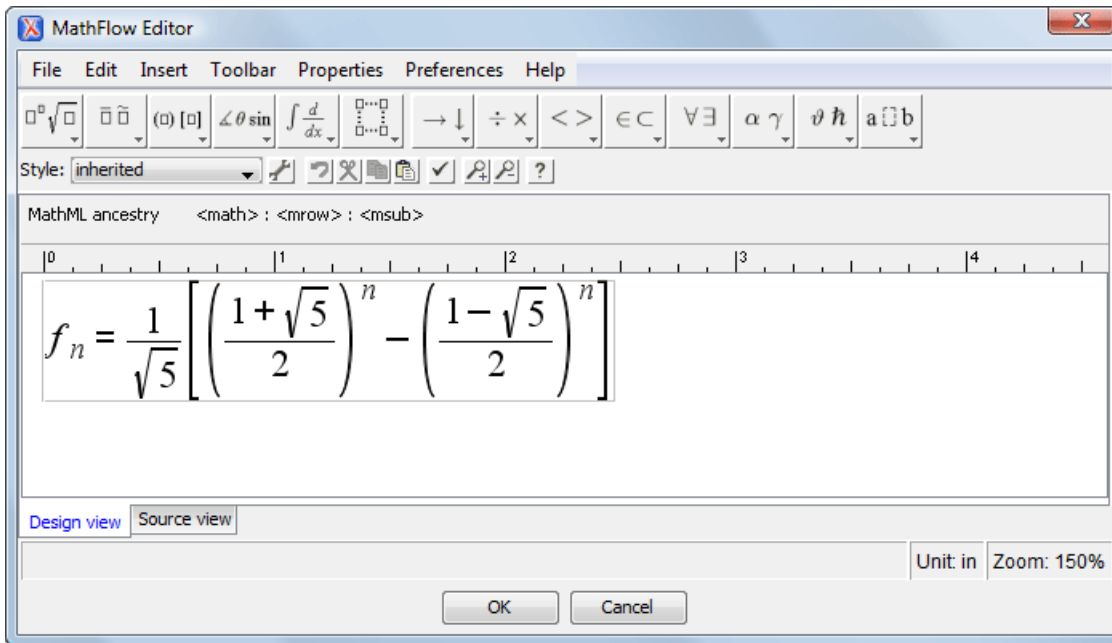 MathFlow Editor
File Edit Insert Toolbar Properties Preferences Help
□° √□ □̄ □̃ (□) [□] ∠θ sin ∫ d/dx □···□ □···□ → ↓ ÷ × < > ∈ ⊂ ∀ ∃ α γ ϑ ℏ a b
Style: inherited ?
MathML ancestry <math> : <mrow> : <msub>
0 1 2 3 4
f_n = 1/√5 [ ( (1+√5)/2 )^n − ( (1−√5)/2 )^n ]
Design view Source view
Unit: in Zoom: 150%
OK Cancel